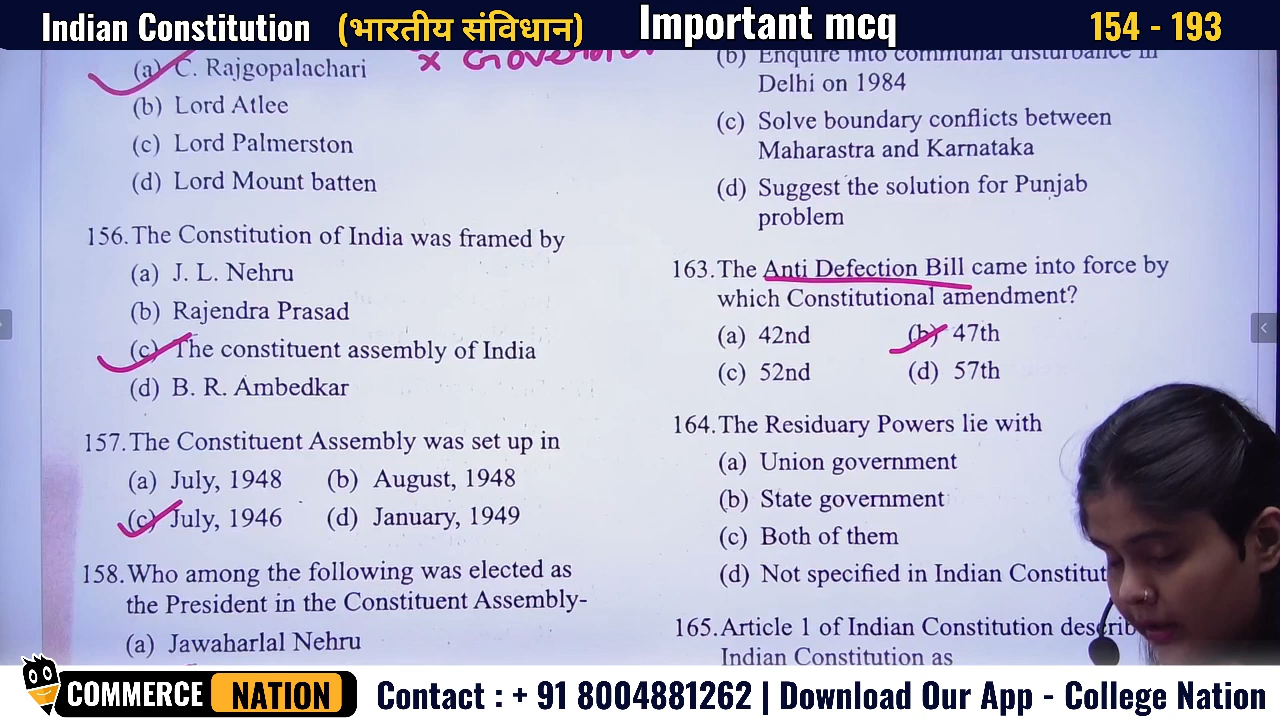 Indian Constitution (भारतीय संविधान) Important mcq 154 - 193
(a) C. Rajgopalachari
(b) Lord Atlee
(c) Lord Palmerston
(d) Lord Mount batten
156. The Constitution of India was framed by
(a) J. L. Nehru
(b) Rajendra Prasad
(c) The constituent assembly of India
(d) B. R. Ambedkar
157. The Constituent Assembly was set up in
(a) July, 1948 (b) August, 1948
(c) July, 1946 (d) January, 1949
158. Who among the following was elected as
the President in the Constituent Assembly-
(a) Jawaharlal Nehru
(b) Enquire into communal disturbance in
Delhi on 1984
(c) Solve boundary conflicts between
Maharastra and Karnataka
(d) Suggest the solution for Punjab
problem
163. The Anti Defection Bill came into force by
which Constitutional amendment?
(a) 42nd (b) 47th
(c) 52nd (d) 57th
164. The Residuary Powers lie with
(a) Union government
(b) State government
(c) Both of them
(d) Not specified in Indian Constitut
165. Article 1 of Indian Constitution describ
Indian Constitution as
COMMERCE NATION Contact : + 91 8004881262 | Download Our App - College Nation